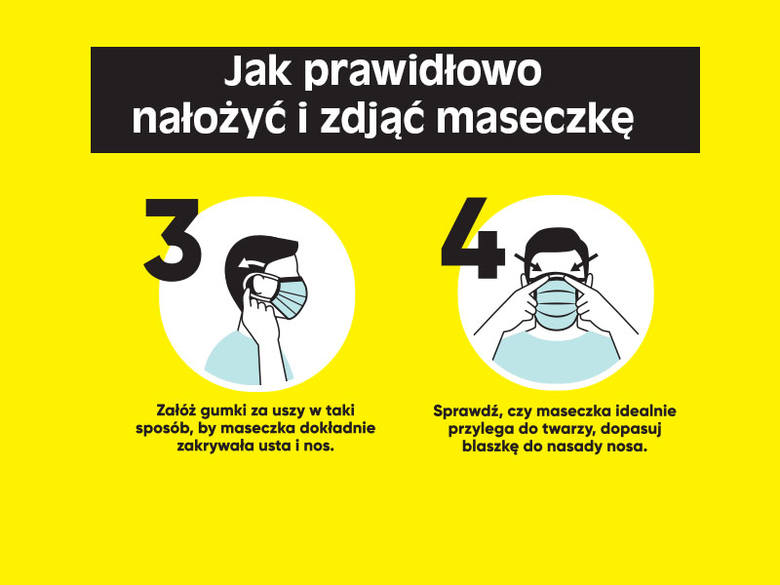 Jak prawidłowo
nałożyć i zdjąć maseczkę
3
Załóż gumki za uszy w taki
sposób, by maseczka dokładnie
zakrywała usta i nos.
4
Sprawdź, czy maseczka idealnie
przylega do twarzy, dopasuj
blaszkę do nasady nosa.